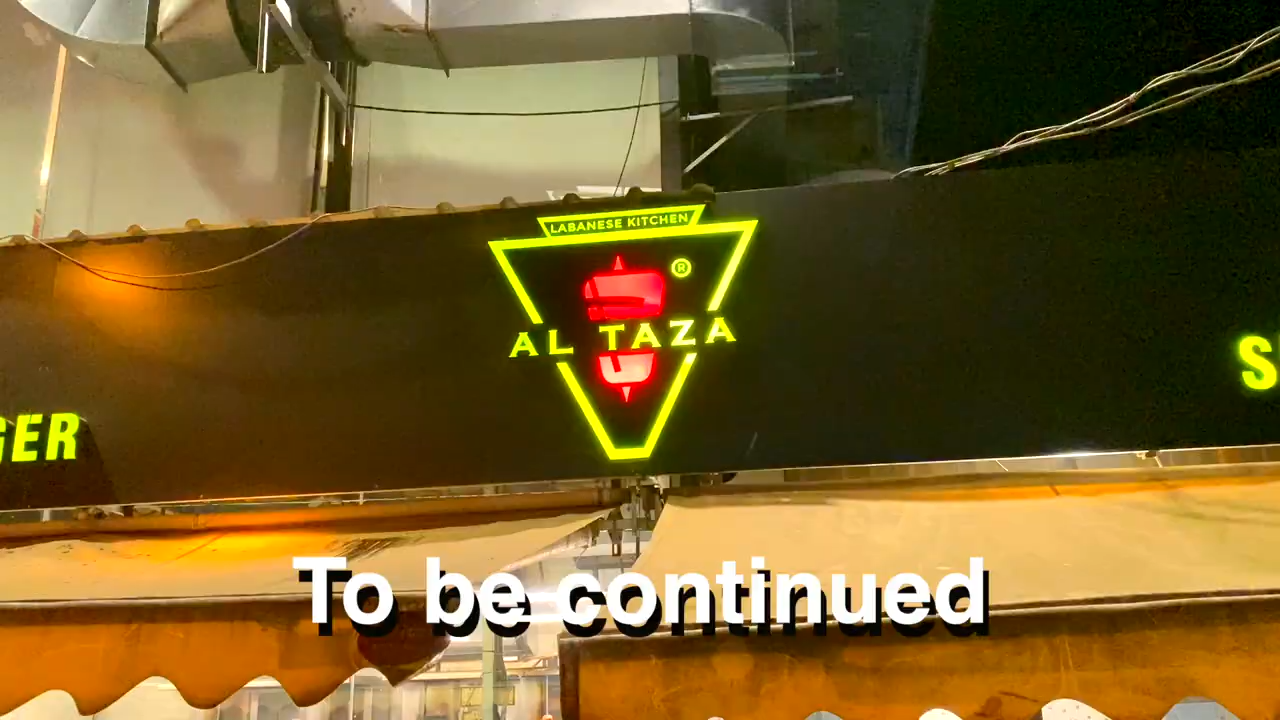 LABANESE KITCHEN
®
AL TAZA
GER
S
To be continued